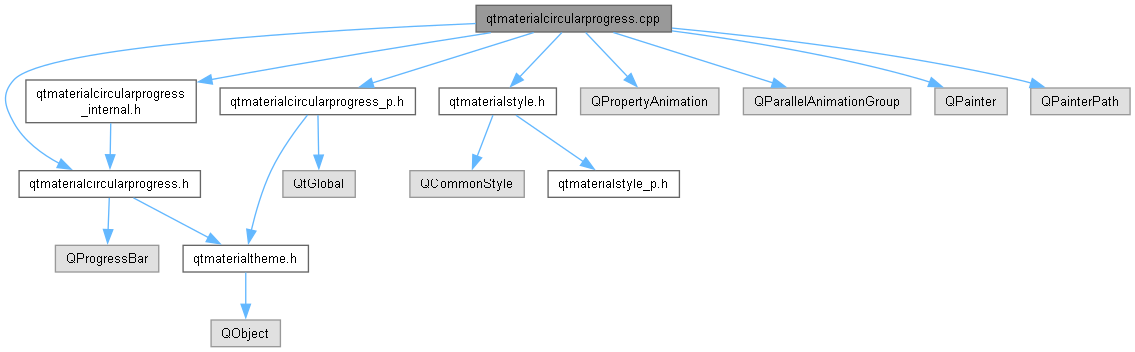 qtmaterialcircularprogress.cpp
qtmaterialcircularprogress
_internal.h
qtmaterialcircularprogress_p.h
qtmaterialstyle.h
QPropertyAnimation
QParallelAnimationGroup
QPainter
QPainterPath
qtmaterialcircularprogress.h
QtGlobal
QCommonStyle
qtmaterialstyle_p.h
QProgressBar
qtmaterialtheme.h
QObject